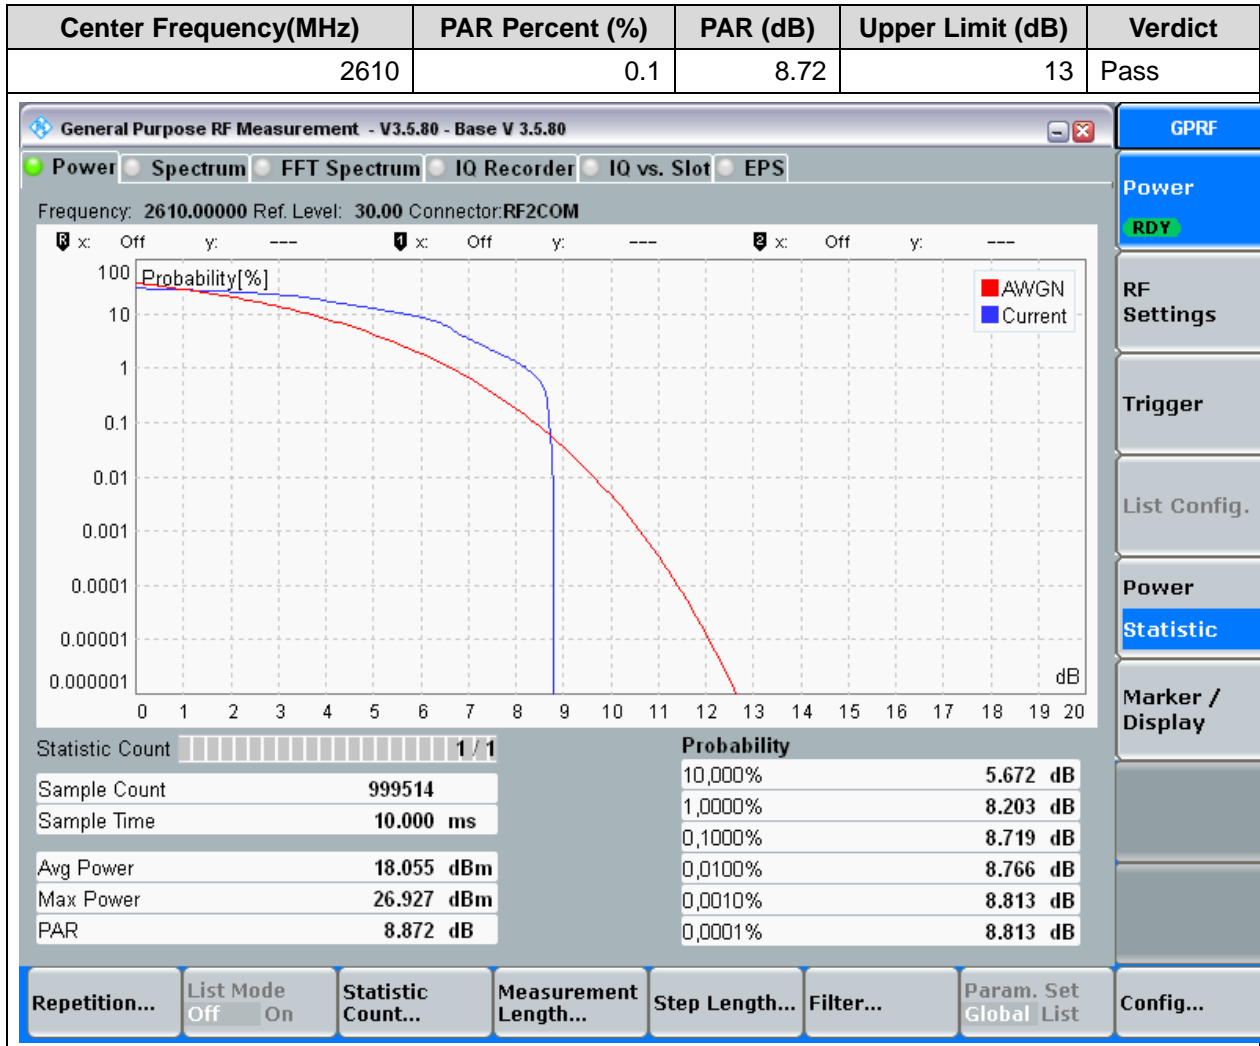 Center Frequency(MHz) PAR Percent (%) PAR (dB) Upper Limit (dB) Verdict
2610 0.1 8.72 13 Pass
General Purpose RF Measurement - V3.5.80 - Base V 3.5.80
GPRF
Power Spectrum FFT Spectrum IQ Recorder IQ vs. Slot EPS
Power
RDY
Frequency: 2610.00000 Ref. Level: 30.00 Connector:RF2COM
R x: Off y: --- 1 x: Off y: --- 2 x: Off y: ---
100 Probability[%]
AWGN
Current
10
1
0.1
0.01
0.001
0.0001
0.00001
0.000001
dB
0 1 2 3 4 5 6 7 8 9 10 11 12 13 14 15 16 17 18 19 20
RF
Settings
Trigger
List Config.
Power
Statistic
Marker /
Display
Statistic Count 1 / 1
Sample Count 999514
Sample Time 10.000 ms
Avg Power 18.055 dBm
Max Power 26.927 dBm
PAR 8.872 dB
Probability
10,000% 5.672 dB
1,0000% 8.203 dB
0,1000% 8.719 dB
0,0100% 8.766 dB
0,0010% 8.813 dB
0,0001% 8.813 dB
Repetition...
List Mode
Off On
Statistic
Count...
Measurement
Length...
Step Length...
Filter...
Param. Set
Global List
Config...